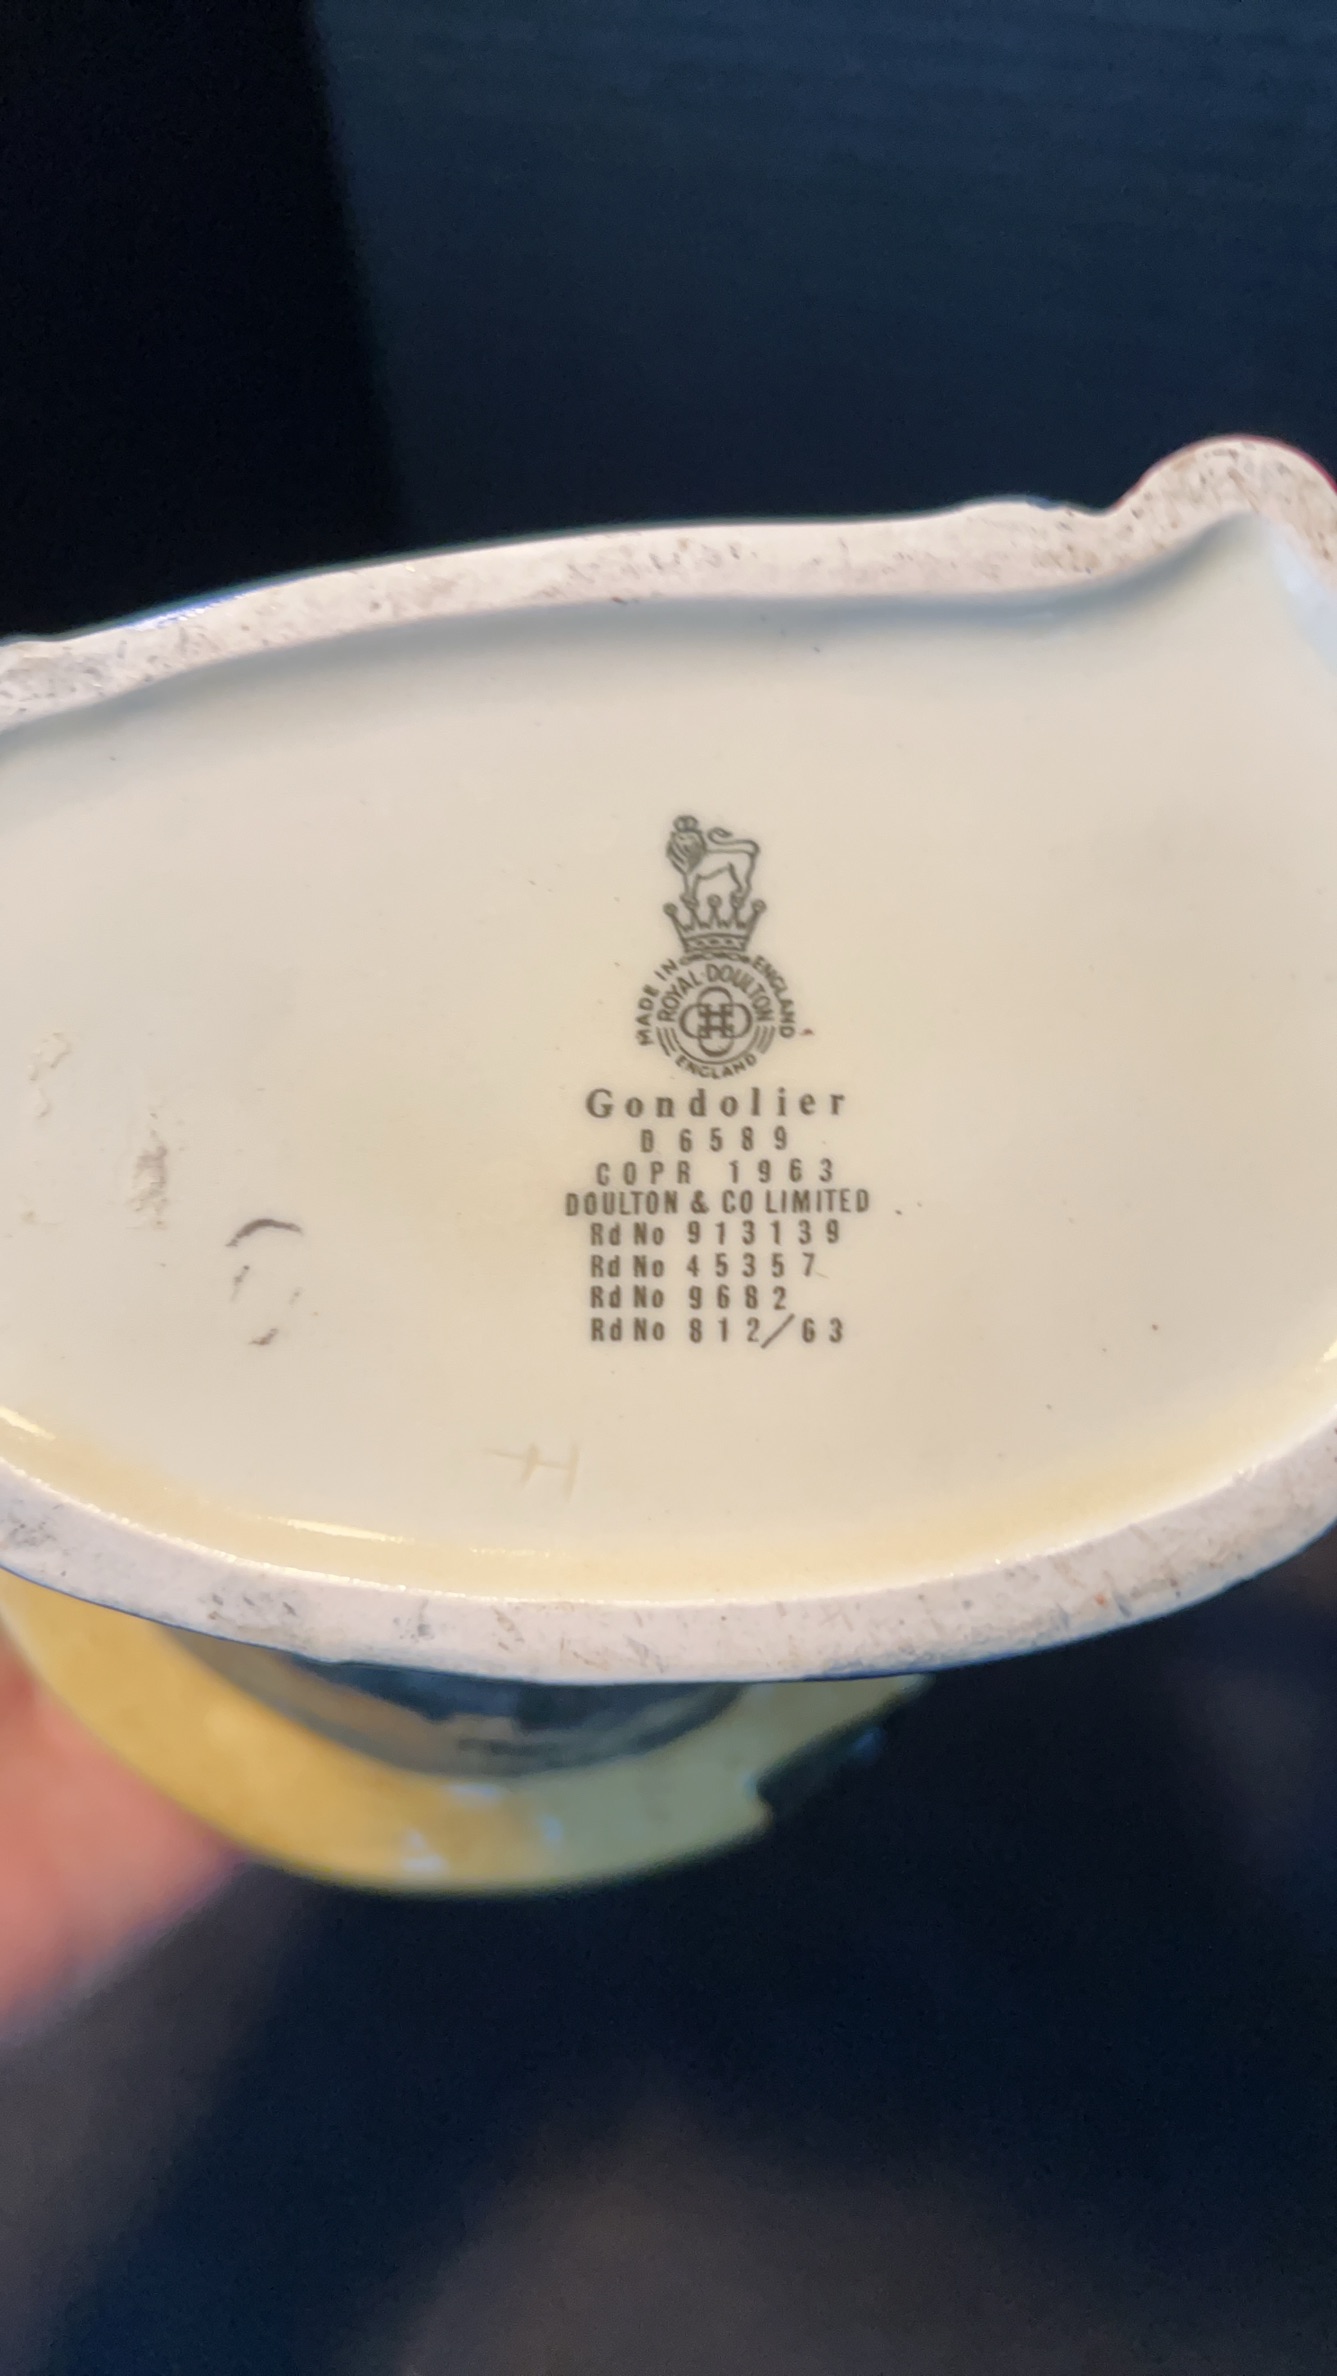 MADE IN ENGLAND
ROYAL·DOULTON
ENGLAND
Gondolier
D 6589
COPR 1963
DOULTON & CO LIMITED
Rd No 913139
Rd No 45357
Rd No 9682
Rd No 812/63
H